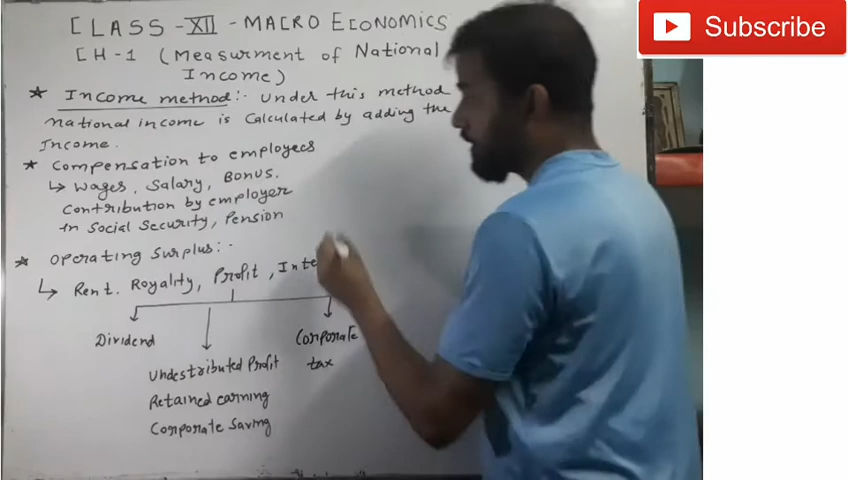 CLASS - XII - MACRO ECONOMICS
CH-1 (Measurment of National
Income)
* Income method:- Under this method
national income is calculated by adding the
Income.
* Compensation to employees
↳ Wages, Salary, Bonus.
Contribution by employer
in Social Security, Pension
* Operating Surplus:-
↳ Rent. Royality, Profit, Inte
Dividend
Corporate
tax
Undestributed Profit
Retained earning
Corporate Saving
Subscribe